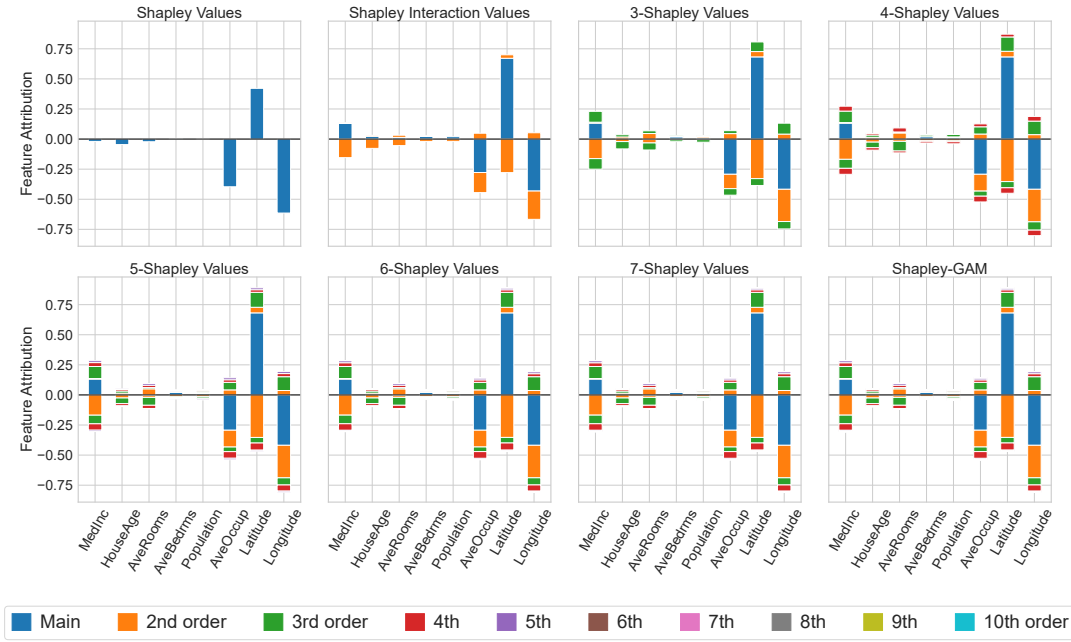 Shapley Values
Shapley Interaction Values
3-Shapley Values
4-Shapley Values
Feature Attribution
0.75
0.50
0.25
0.00
−0.25
−0.50
−0.75
5-Shapley Values
6-Shapley Values
7-Shapley Values
Shapley-GAM
Feature Attribution
0.75
0.50
0.25
0.00
−0.25
−0.50
−0.75
MedInc HouseAge AveRooms AveBedrms Population AveOccup Latitude Longitude
MedInc HouseAge AveRooms AveBedrms Population AveOccup Latitude Longitude
MedInc HouseAge AveRooms AveBedrms Population AveOccup Latitude Longitude
MedInc HouseAge AveRooms AveBedrms Population AveOccup Latitude Longitude
Main 2nd order 3rd order 4th 5th 6th 7th 8th 9th 10th order